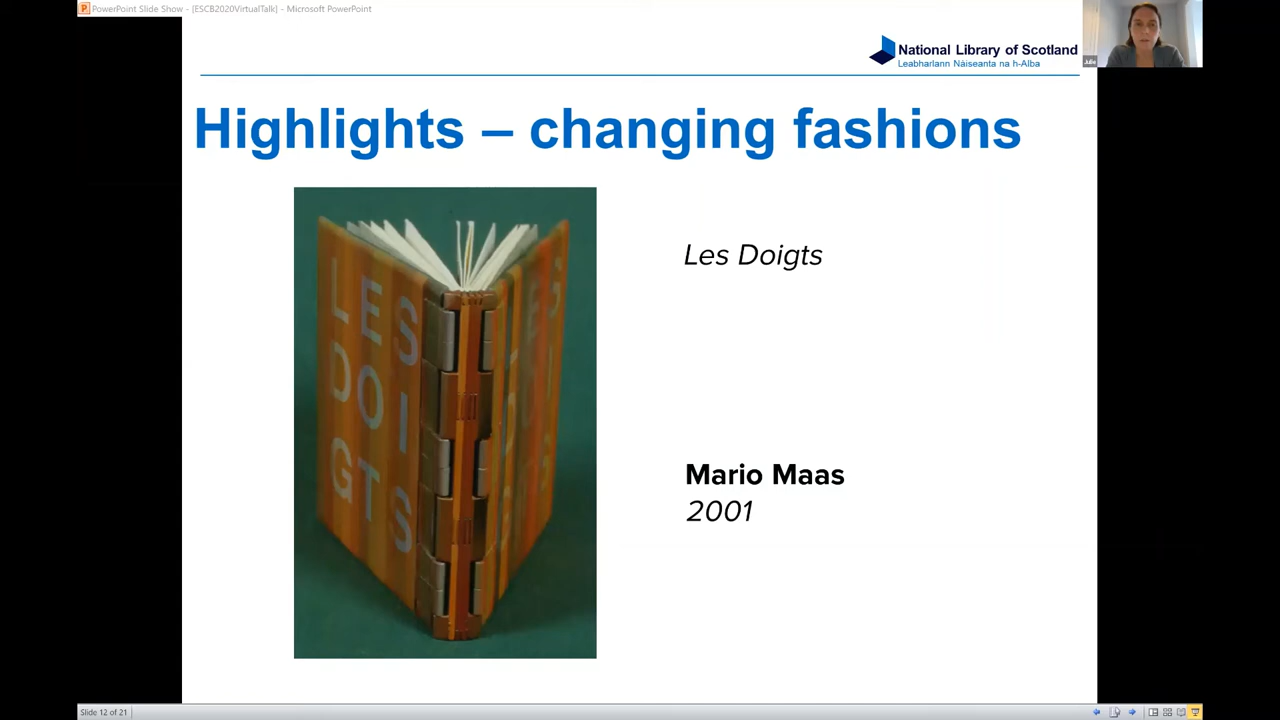 PowerPoint Slide Show - [ESCB2020VirtualTalk] - Microsoft PowerPoint
National Library of Scotland
Leabharlann Nàiseanta na h-Alba
Julie
Highlights – changing fashions
LES
DOI
GTS
Les Doigts
Mario Maas
2001
Slide 12 of 21